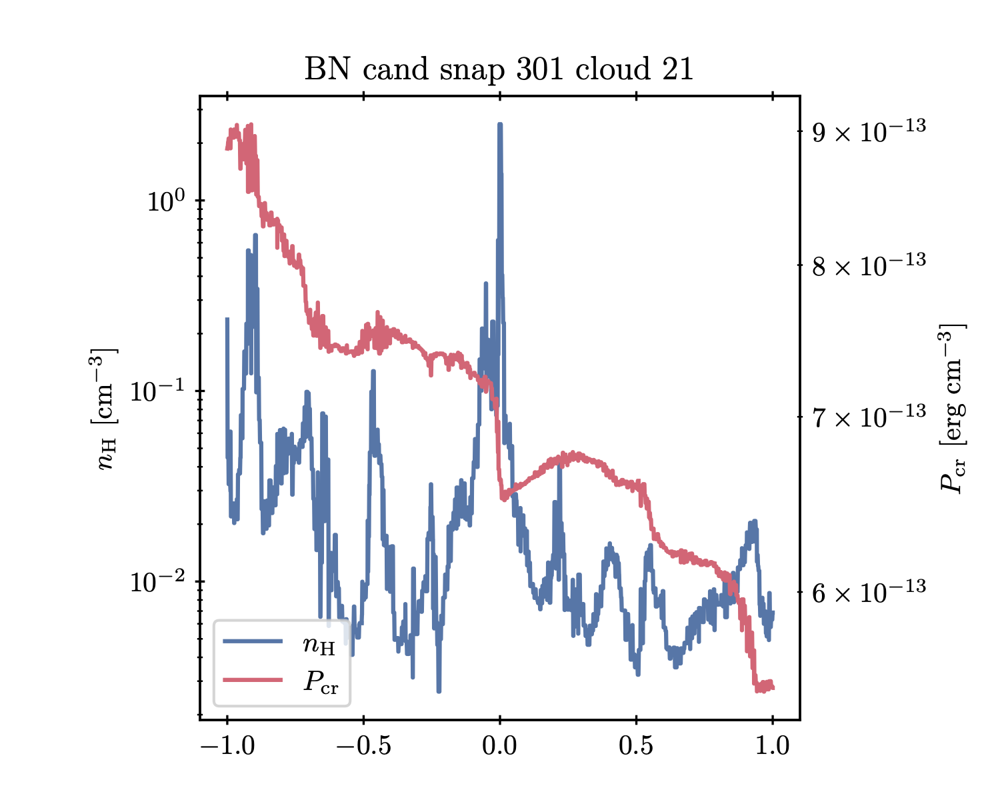 BN cand snap 301 cloud 21
10⁰
10⁻¹
10⁻²
n_H [cm⁻³]
9 × 10⁻¹³
8 × 10⁻¹³
7 × 10⁻¹³
6 × 10⁻¹³
P_cr [erg cm⁻³]
n_H
P_cr
−1.0 −0.5 0.0 0.5 1.0